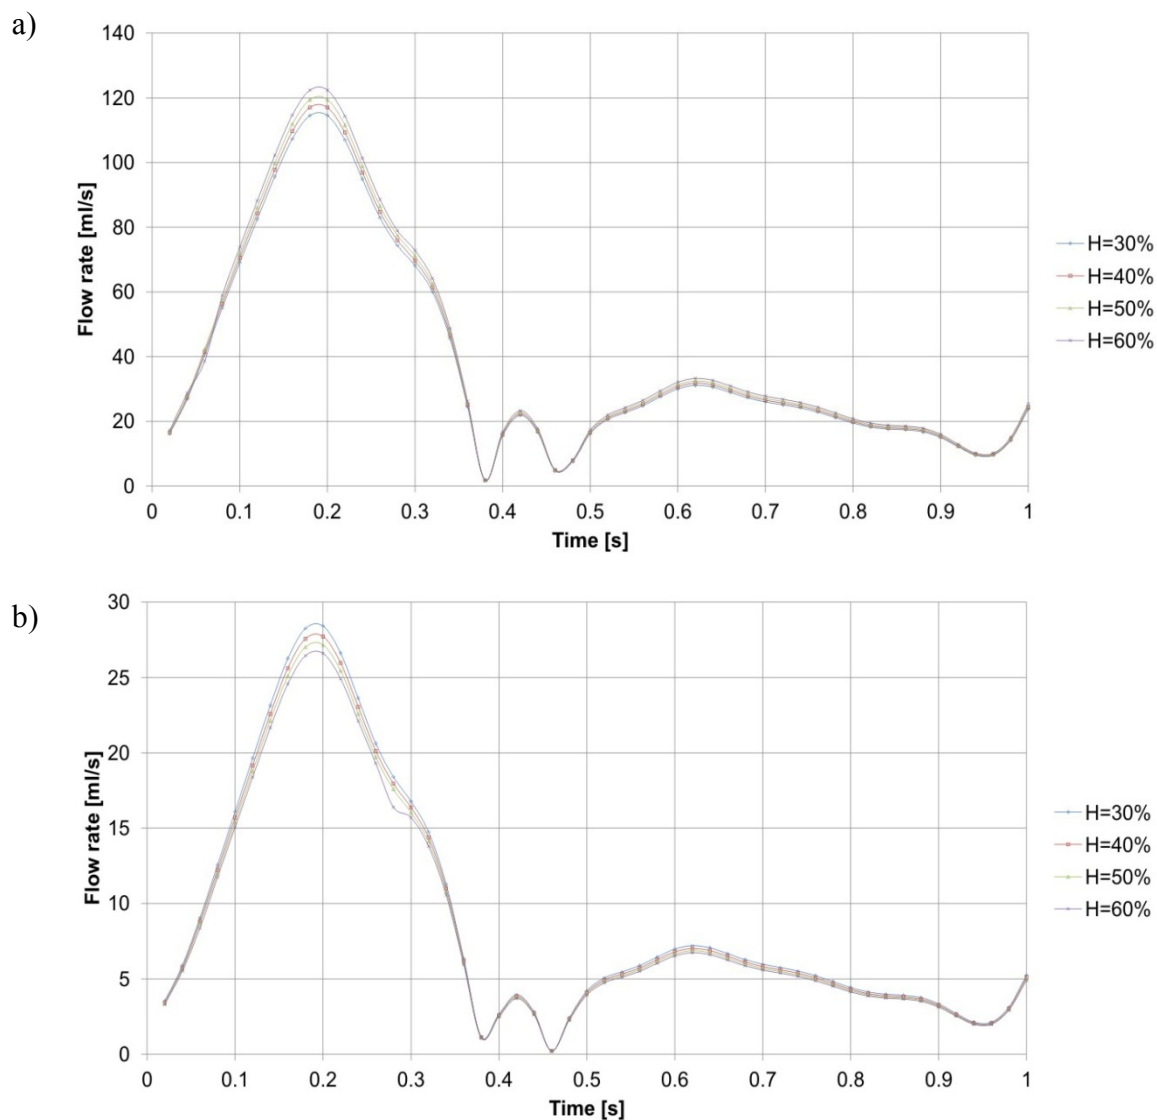 a)
140
120
100
80
60
40
20
0
Flow rate [ml/s]
0 0.1 0.2 0.3 0.4 0.5 0.6 0.7 0.8 0.9 1
Time [s]
H=30%
H=40%
H=50%
H=60%
b)
30
25
20
15
10
5
0
Flow rate [ml/s]
0 0.1 0.2 0.3 0.4 0.5 0.6 0.7 0.8 0.9 1
Time [s]
H=30%
H=40%
H=50%
H=60%